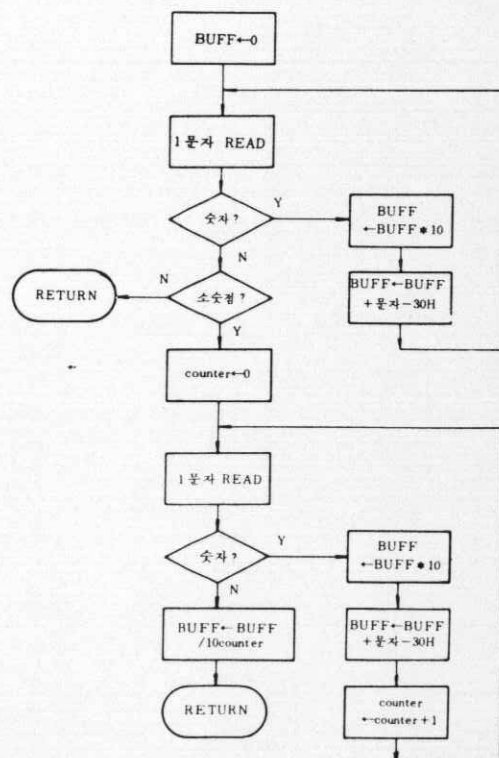 BUFF←0
1 문자 READ
숫자?
Y
BUFF
←BUFF*10
N
BUFF←BUFF
+문자-30H
소숫점?
N
RETURN
Y
counter←0
1 문자 READ
숫자?
Y
BUFF
←BUFF*10
N
BUFF←BUFF
/10counter
BUFF←BUFF
+문자-30H
RETURN
counter
←counter+1